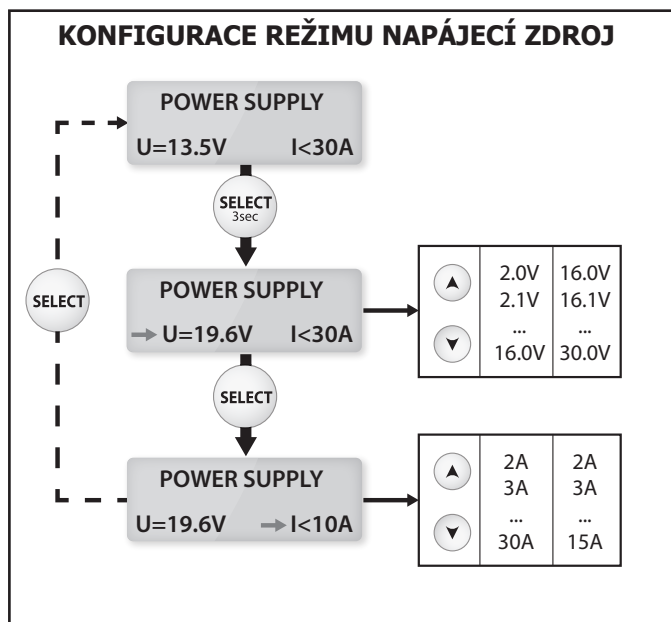 KONFIGURACE REŽIMU NAPÁJECÍ ZDROJ
POWER SUPPLY
U=13.5V I<30A
SELECT
3sec
SELECT
POWER SUPPLY
U=19.6V I<30A
2.0V 16.0V
2.1V 16.1V
... ...
16.0V 30.0V
SELECT
POWER SUPPLY
U=19.6V I<10A
2A 2A
3A 3A
... ...
30A 15A